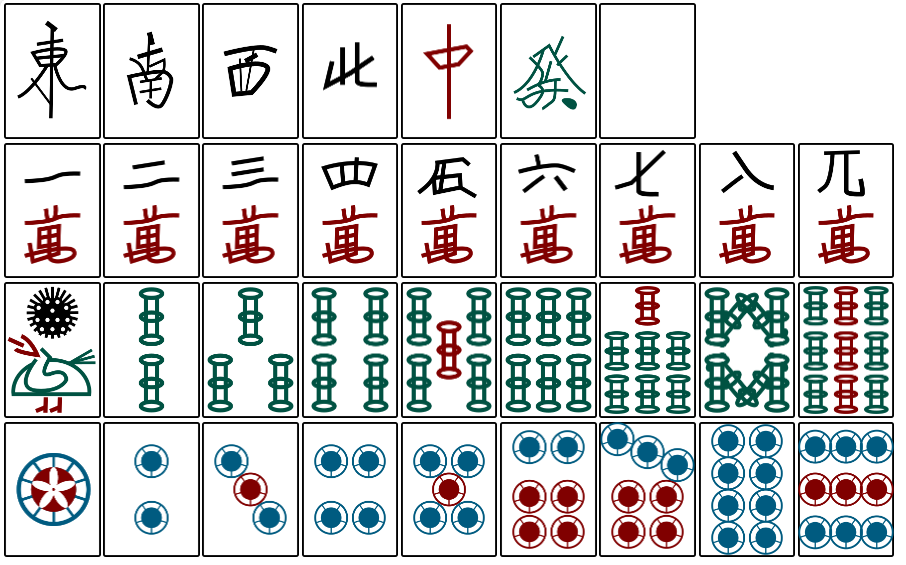 東 南 西 北 中 發
一 二 三 四 伍 六 七 八 九
萬 萬 萬 萬 萬 萬 萬 萬 萬